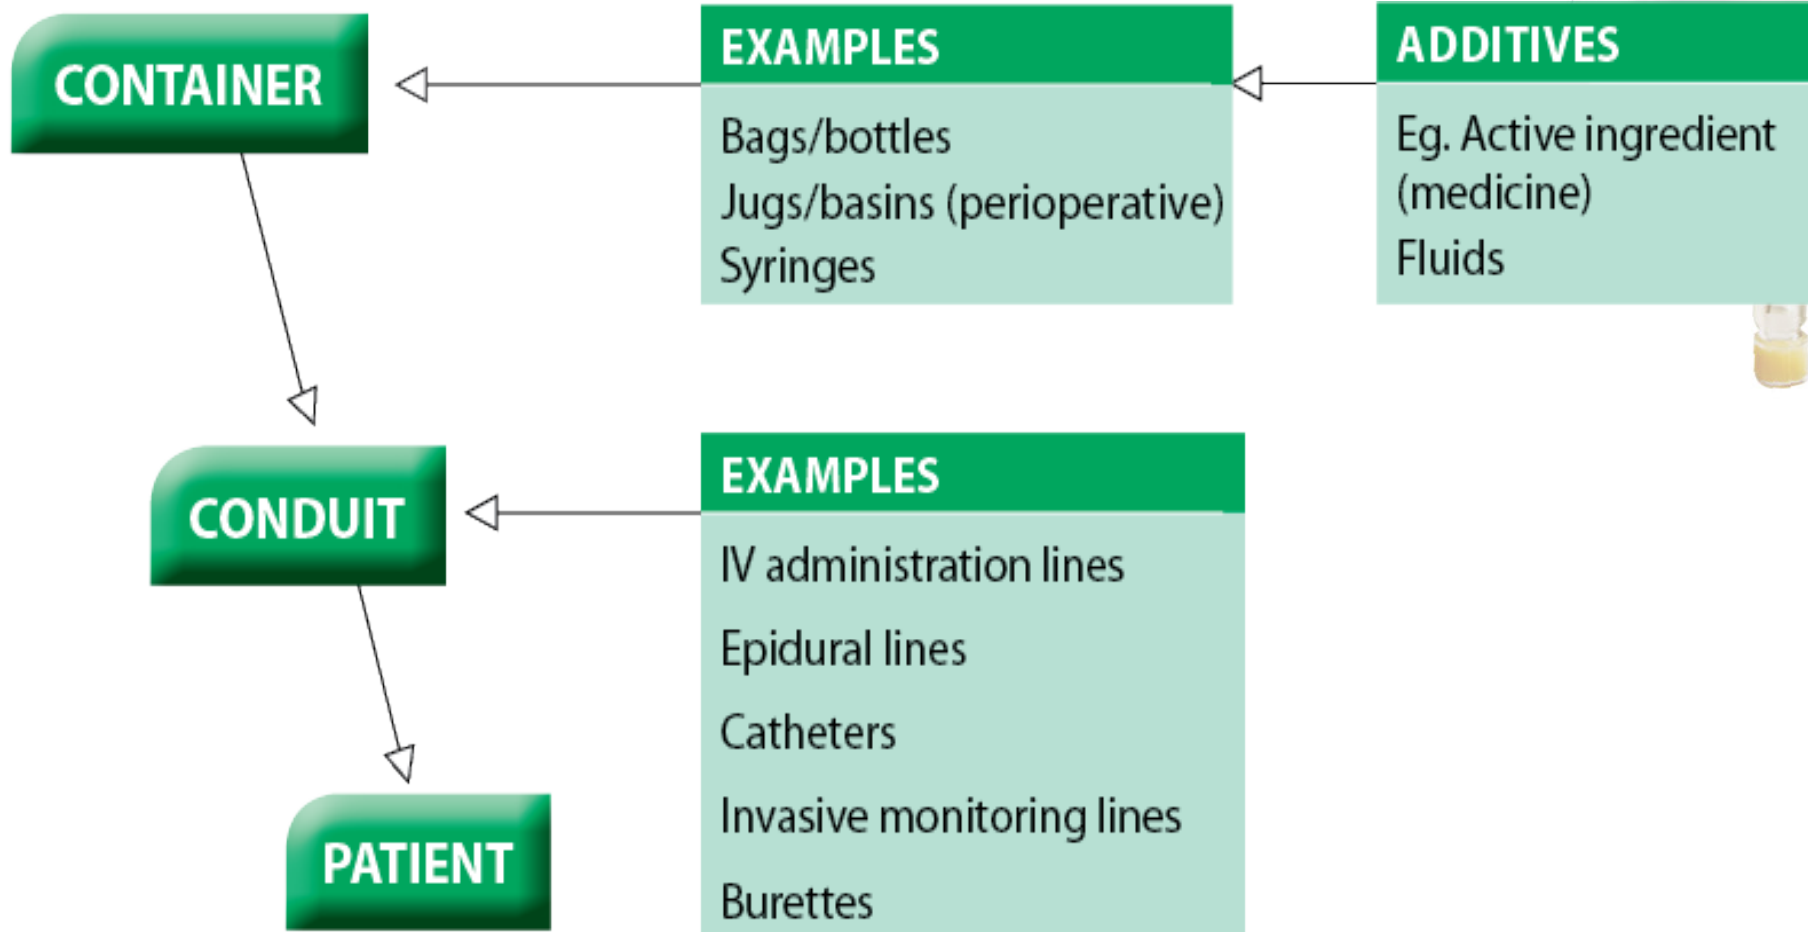 CONTAINER
EXAMPLES
Bags/bottles
Jugs/basins (perioperative)
Syringes
ADDITIVES
Eg. Active ingredient
(medicine)
Fluids
CONDUIT
EXAMPLES
IV administration lines
Epidural lines
Catheters
Invasive monitoring lines
Burettes
PATIENT